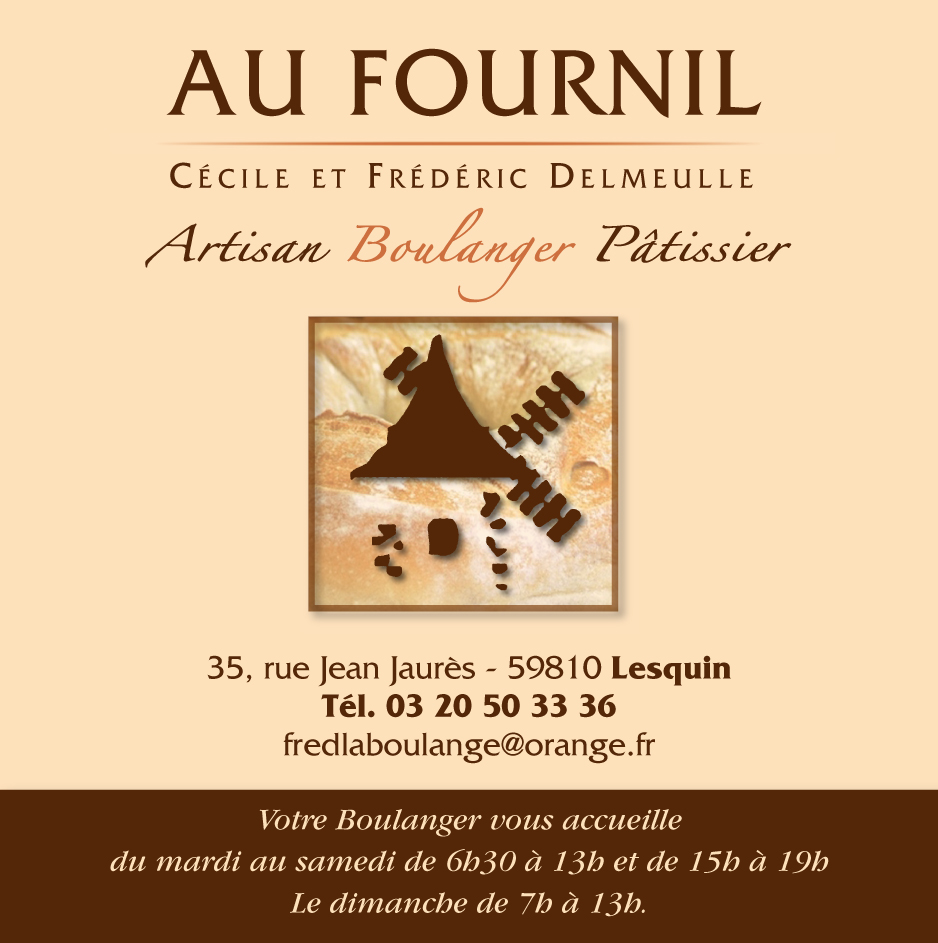 AU FOURNIL
CÉCILE ET FRÉDÉRIC DELMEULLE
Artisan Boulanger Pâtissier
35, rue Jean Jaurès - 59810 Lesquin
Tél. 03 20 50 33 36
fredlaboulange@orange.fr
Votre Boulanger vous accueille
du mardi au samedi de 6h30 à 13h et de 15h à 19h
Le dimanche de 7h à 13h.